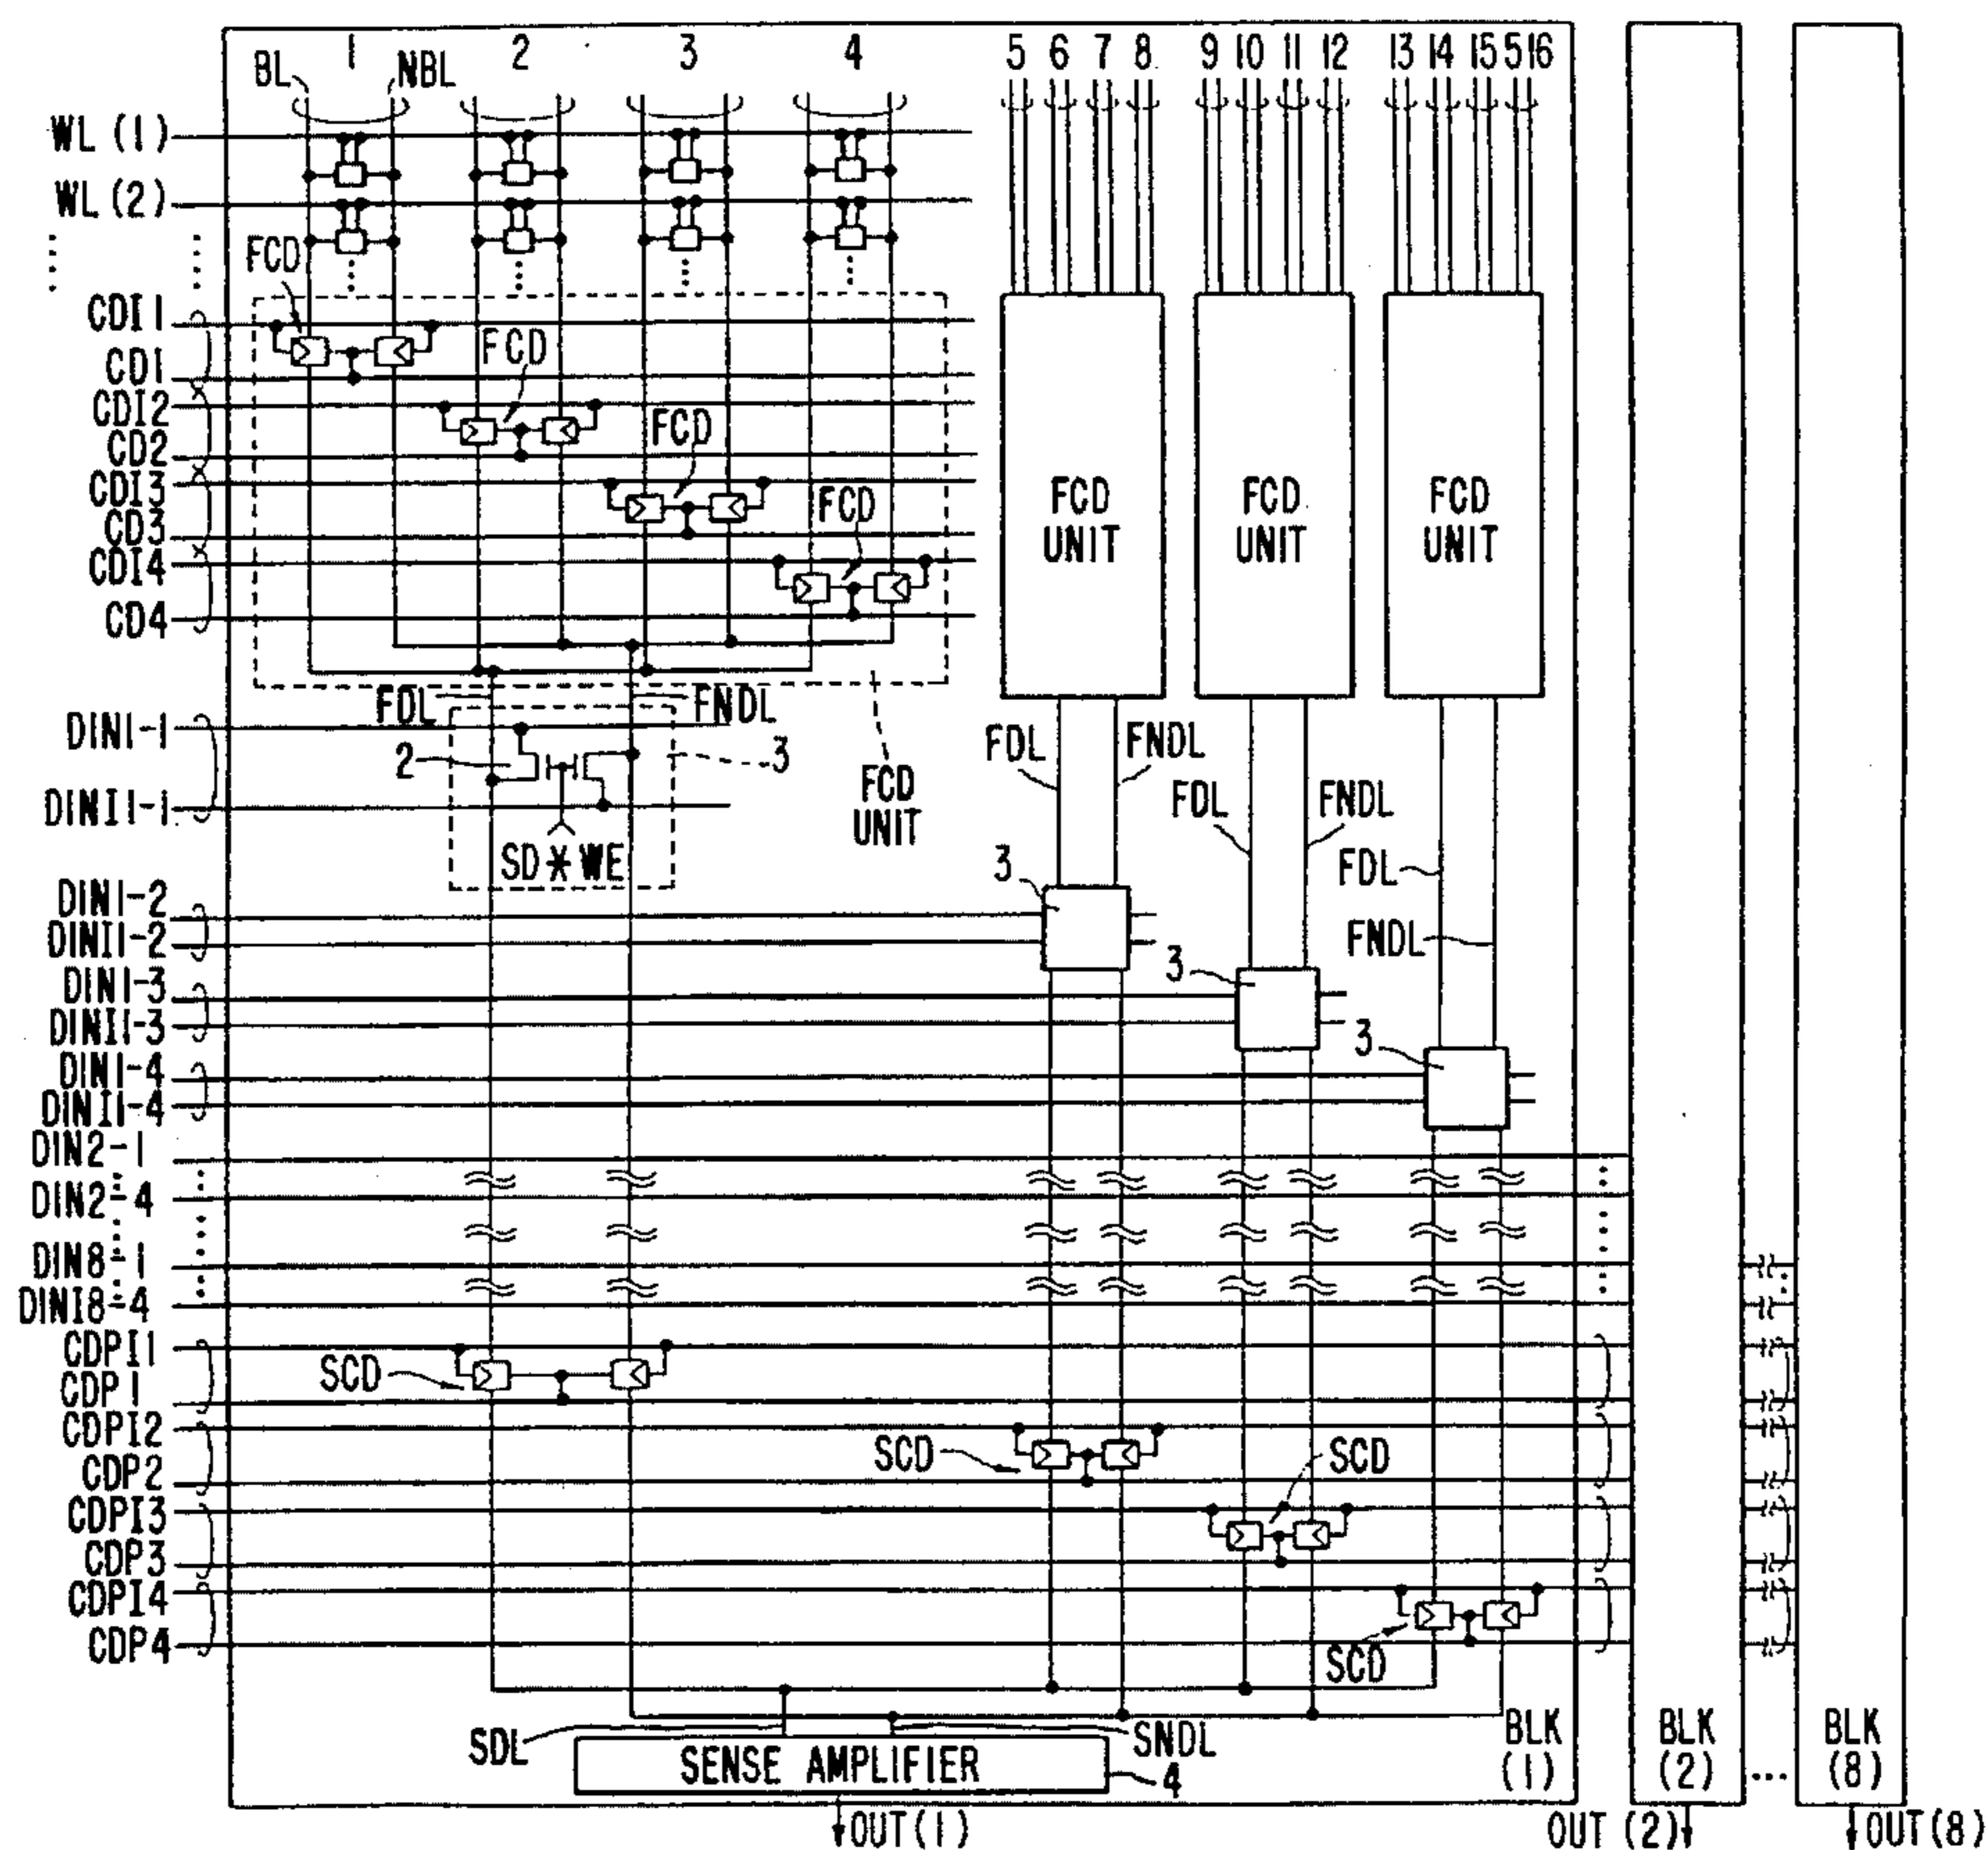 1 2 3 4 5 6 7 8 9 10 11 12 13 14 15 5 16
BL NBL
WL (1)
WL (2)
FCD
CDI1
FCD
CD1
CDI2
FCD
CD2
CDI3
FCD
CD3
CDI4
CD4
FCD UNIT
FCD UNIT
FCD UNIT
FDL FNDL
DIN1-1
2 3
FCD UNIT
DINI1-1
SD * WE
FDL FNDL
FDL FNDL
FDL
FNDL
3
DIN1-2
DINI1-2
3
DIN1-3
DINI1-3
3
DIN1-4
DINI1-4
DIN2-1
DIN2-4
DIN8-1
DINI8-4
CDPI1
SCD
CDP1
CDPI2
SCD
SCD
CDP2
CDPI3
CDP3
CDPI4
CDP4
SCD
SDL SNDL
SENSE AMPLIFIER
4
BLK (1)
BLK (2)
...
BLK (8)
OUT(1)
OUT (2)
OUT(8)